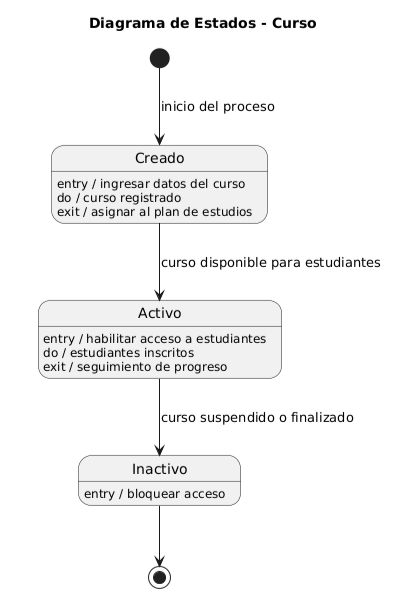 Diagrama de Estados - Curso
inicio del proceso
Creado
entry / ingresar datos del curso
do / curso registrado
exit / asignar al plan de estudios
curso disponible para estudiantes
Activo
entry / habilitar acceso a estudiantes
do / estudiantes inscritos
exit / seguimiento de progreso
curso suspendido o finalizado
Inactivo
entry / bloquear acceso